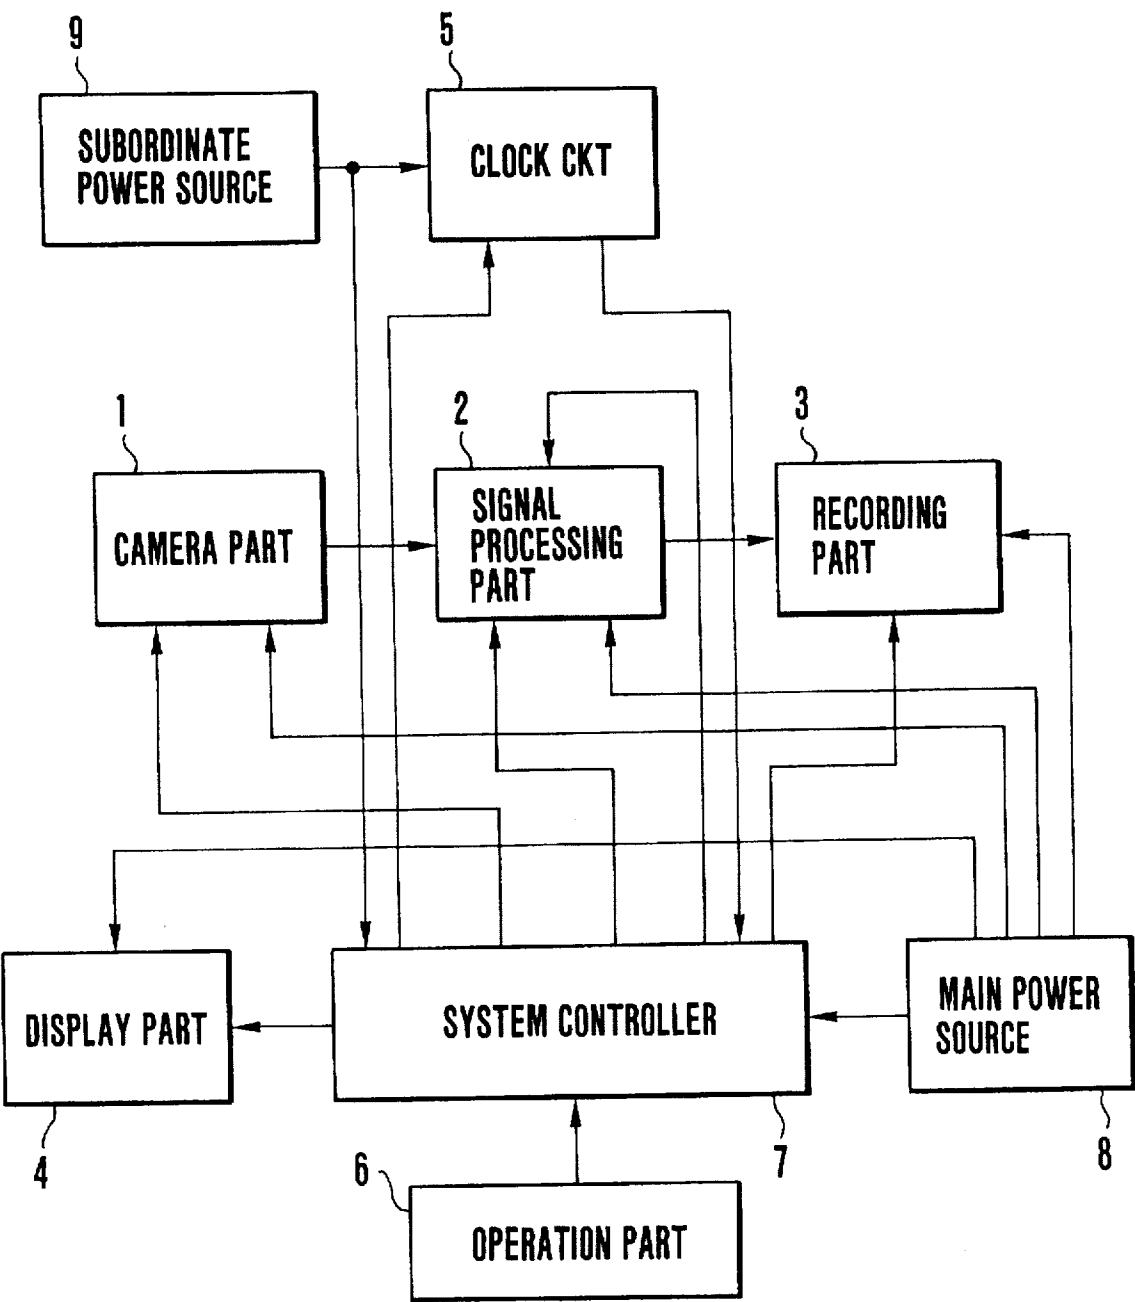 9
5
SUBORDINATE
POWER SOURCE
CLOCK CKT
1
2
3
CAMERA PART
SIGNAL
PROCESSING
PART
RECORDING
PART
DISPLAY PART
SYSTEM CONTROLLER
MAIN POWER
SOURCE
4
6
7
8
OPERATION PART